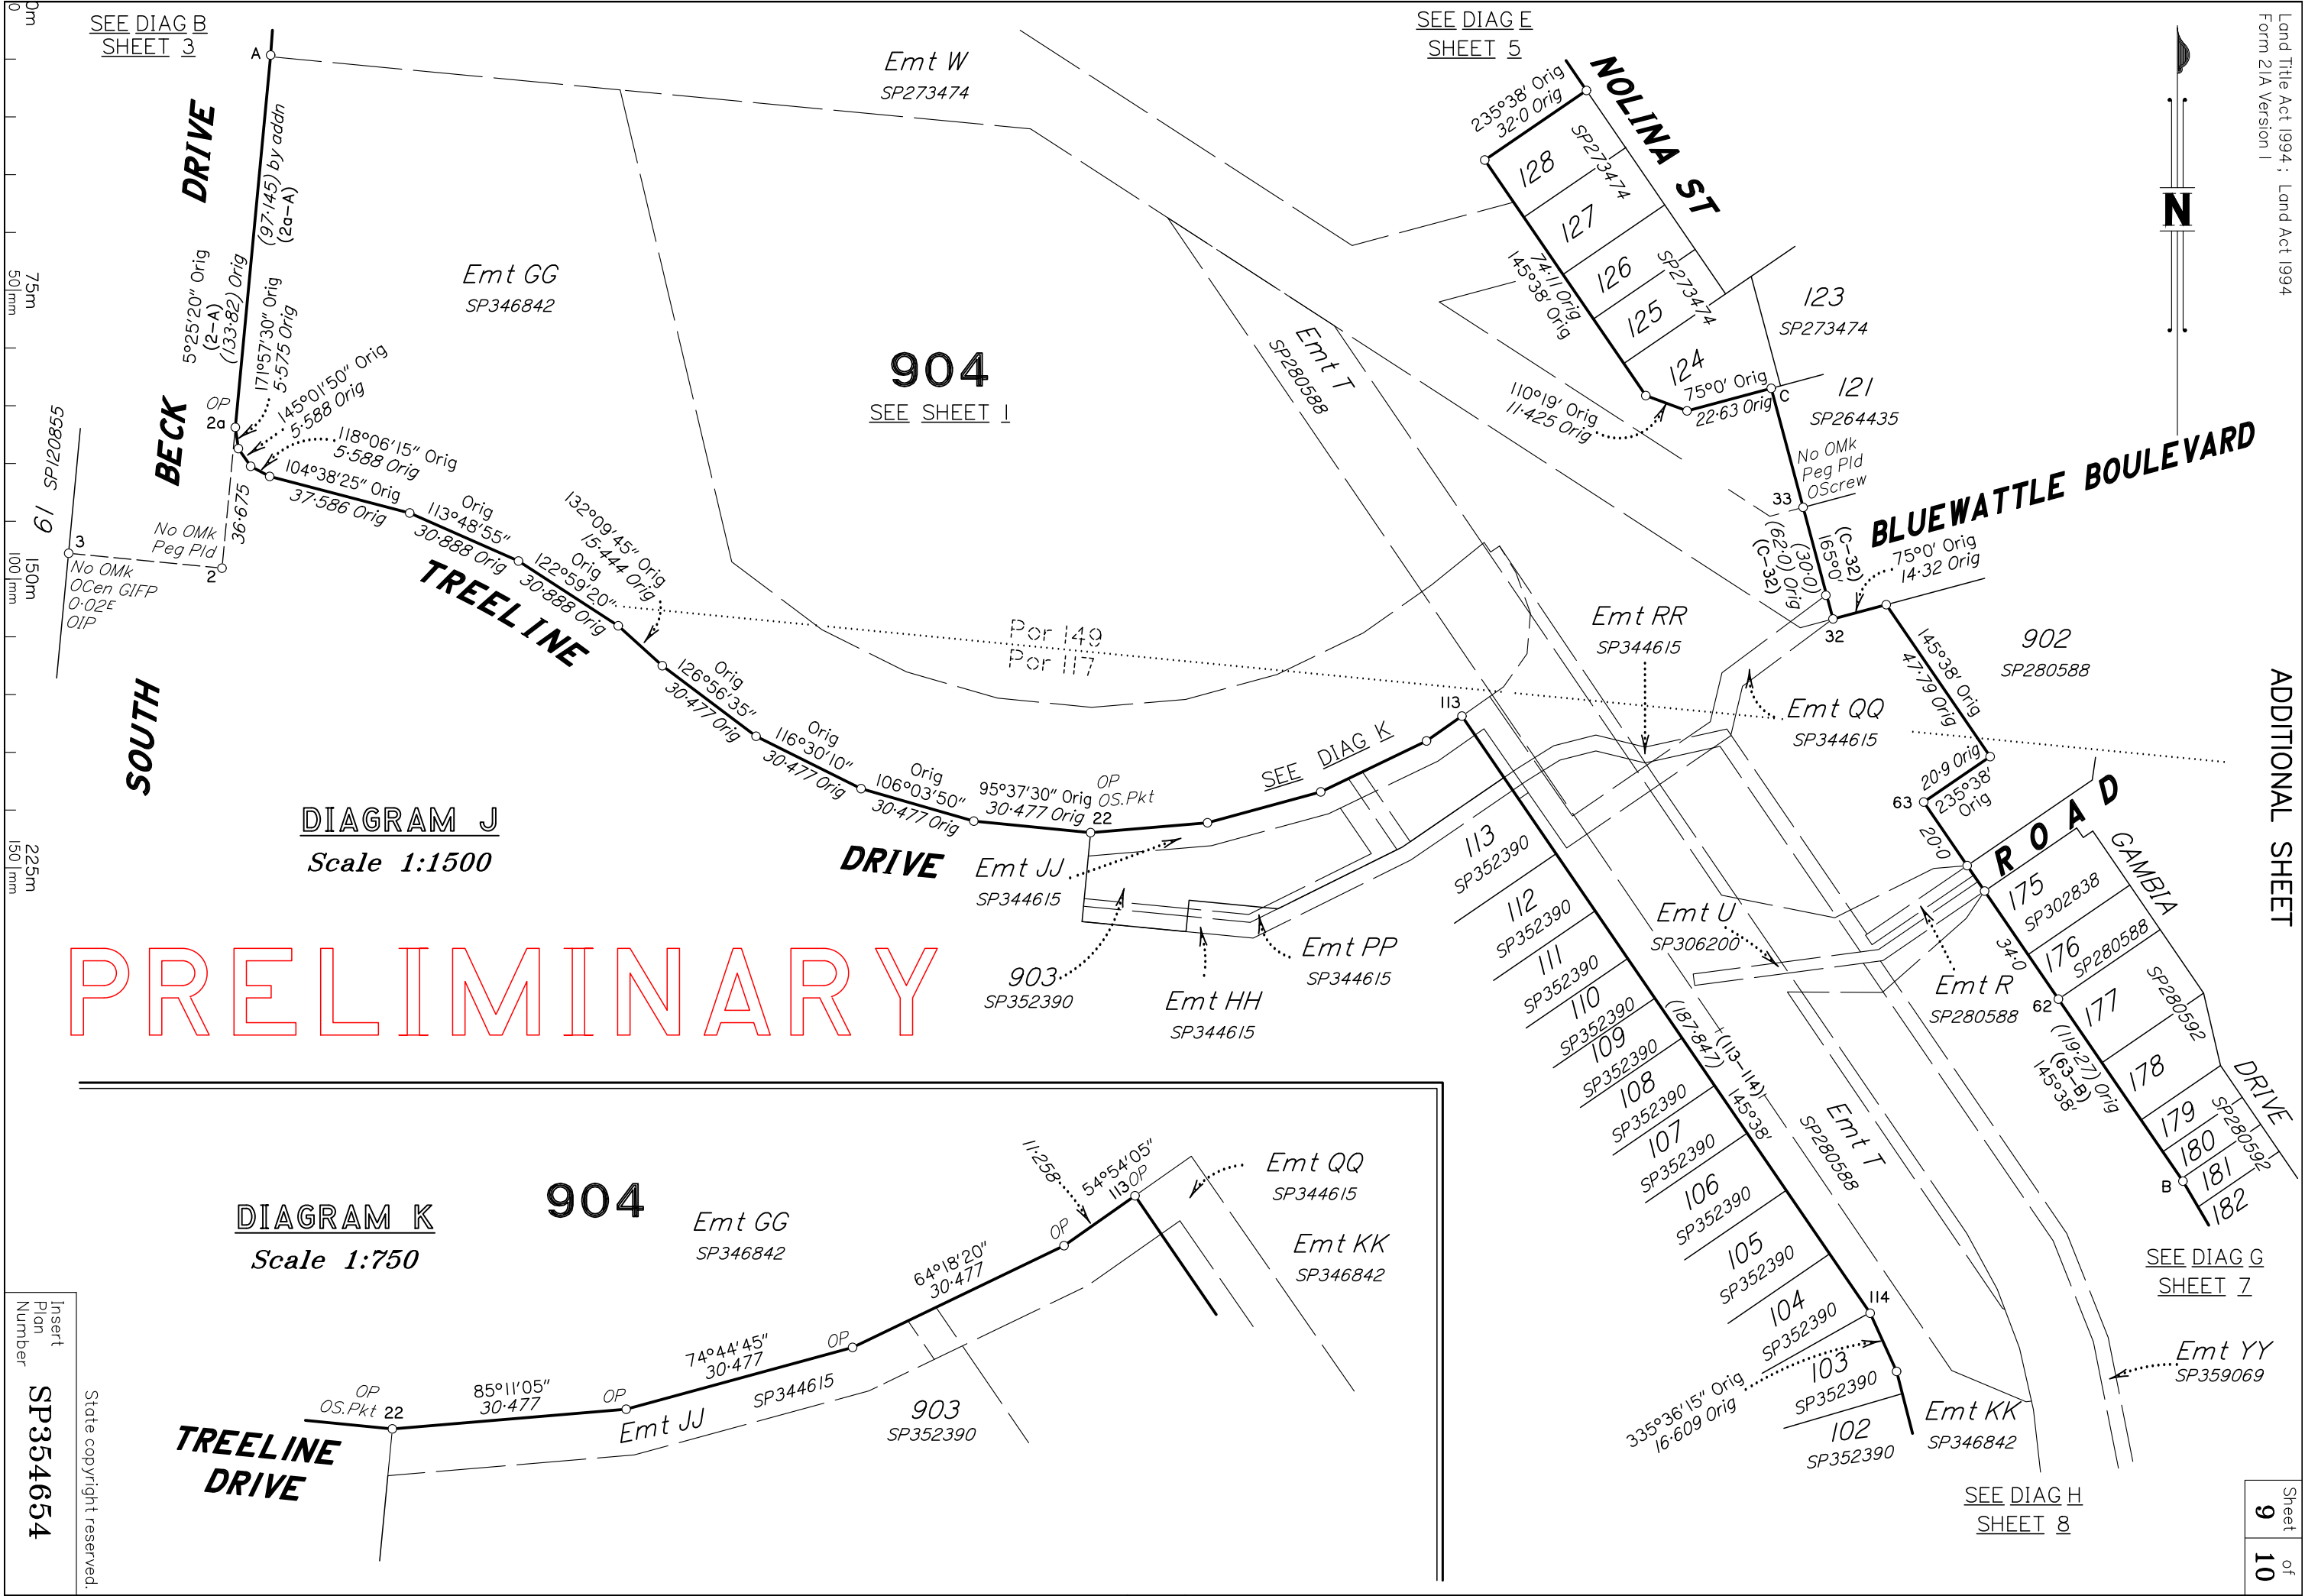 Land Title Act 1994 ; Land Act 1994
Form 21A Version 1
ADDITIONAL SHEET
Sheet of
9 10
N
SEE DIAG B
SHEET 3
SEE DIAG E
SHEET 5
A
Emt W
SP273474
NOLINA ST
235°38' Orig
32·0 Orig
128
SP273474
127
126
SP273474
125
124
74·11 Orig
145°38' Orig
123
SP273474
121
SP264435
75°0' Orig
22·63 Orig
C
110°19' Orig
11·425 Orig
No OMk
Peg Pld
OScrew
33
BLUEWATTLE BOULEVARD
(C-32)
165°0'
(30·0)
(62·0) Orig
(C-32)
75°0' Orig
14·32 Orig
32
902
SP280588
145°38' Orig
47·79 Orig
20·9 Orig
235°38'
Orig
63
20·0
ROAD
GAMBIA
DRIVE
175
SP302838
176
SP280588
34·0
62
177
SP280592
178
(119·27) Orig
(63-B)
145°38'
179
SP280592
180
181
182
B
SEE DIAG G
SHEET 7
Emt YY
SP359069
SOUTH BECK DRIVE
(97·145) by addn
(2a-A)
5°25'20" Orig
(2-A)
(133·82) Orig
171°57'30" Orig
5·575 Orig
145°01'50" Orig
5·588 Orig
118°06'15" Orig
5·588 Orig
OP
2a
36·675
104°38'25" Orig
37·586 Orig
61 SP120855
3
No OMk
Peg Pld
2
No OMk
OCen GIFP
0·02E
OIP
Orig
113°48'55"
30·888 Orig
Orig
122°59'20"
30·888 Orig
132°09'45" Orig
15·444 Orig
Orig
126°56'35"
30·477 Orig
Orig
116°30'10"
30·477 Orig
Orig
106°03'50"
30·477 Orig
95°37'30" Orig
30·477 Orig
OP
OS.Pkt
22
TREELINE
DRIVE
Emt GG
SP346842
904
SEE SHEET 1
Emt T
SP280588
Por 149
Por 117
Emt RR
SP344615
Emt QQ
SP344615
113
SEE DIAG K
Emt JJ
SP344615
903
SP352390
Emt HH
SP344615
Emt PP
SP344615
Emt U
SP306200
Emt R
SP280588
113
SP352390
112
SP352390
111
SP352390
110
SP352390
109
SP352390
108
SP352390
107
SP352390
106
SP352390
105
SP352390
104
SP352390
103
SP352390
102
SP352390
(113-114)
(187·847)
145°38'
Emt T
SP280588
114
335°36'15" Orig
16·609 Orig
Emt KK
SP346842
SEE DIAG H
SHEET 8
DIAGRAM J
Scale 1:1500
PRELIMINARY
DIAGRAM K
Scale 1:750
904
Emt GG
SP346842
11·258
54°54'05"
113
OP
OP
Emt QQ
SP344615
Emt KK
SP346842
64°18'20"
30·477
OP
74°44'45"
30·477
OP
85°11'05"
30·477
OP
OS.Pkt 22
Emt JJ
SP344615
903
SP352390
TREELINE
DRIVE
0m
0
75m
50|mm
150m
100|mm
225m
150|mm
Insert
Plan
Number
SP354654
State copyright reserved.